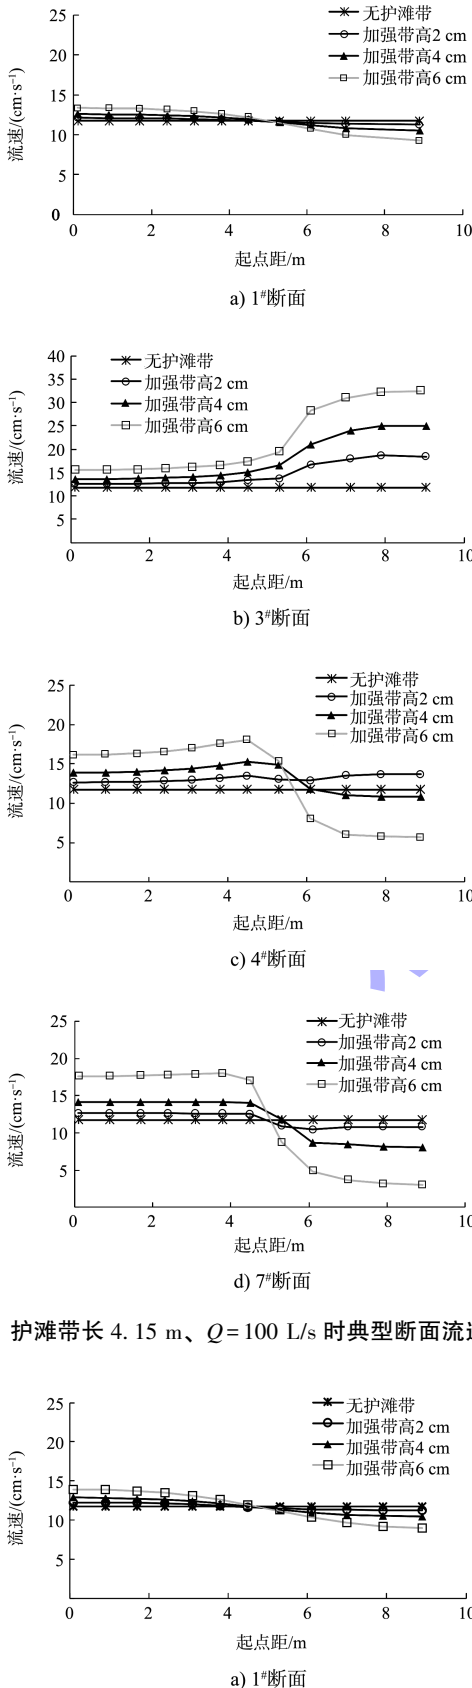 25
20
15
10
5
0
流速/(cm·s⁻¹)
无护滩带
加强带高2 cm
加强带高4 cm
加强带高6 cm
0 2 4 6 8 10
起点距/m
a) 1#断面
40
35
30
25
20
15
10
5
流速/(cm·s⁻¹)
无护滩带
加强带高2 cm
加强带高4 cm
加强带高6 cm
0 2 4 6 8 10
起点距/m
b) 3#断面
25
20
15
10
5
流速/(cm·s⁻¹)
无护滩带
加强带高2 cm
加强带高4 cm
加强带高6 cm
0 2 4 6 8 10
起点距/m
c) 4#断面
25
20
15
10
5
流速/(cm·s⁻¹)
无护滩带
加强带高2 cm
加强带高4 cm
加强带高6 cm
0 2 4 6 8 10
起点距/m
d) 7#断面
护滩带长 4. 15 m、Q = 100 L/s 时典型断面流
25
20
15
10
5
流速/(cm·s⁻¹)
无护滩带
加强带高2 cm
加强带高4 cm
加强带高6 cm
0 2 4 6 8 10
起点距/m
a) 1#断面